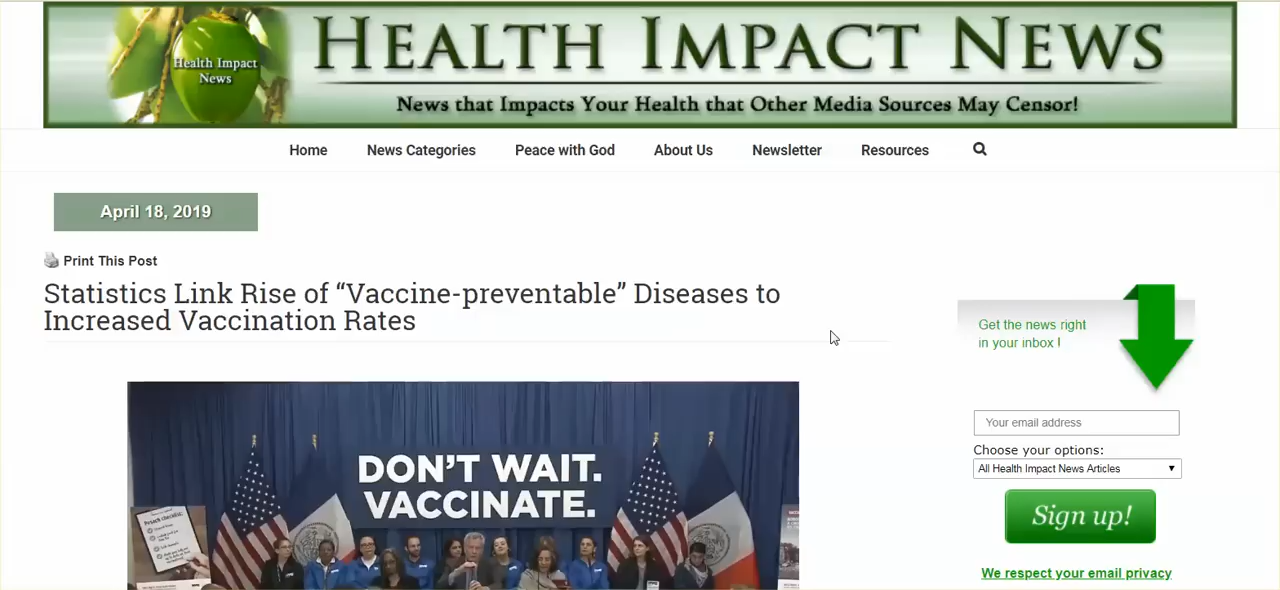 Health Impact
News
HEALTH IMPACT NEWS
News that Impacts Your Health that Other Media Sources May Censor!
Home News Categories Peace with God About Us Newsletter Resources
April 18, 2019
Print This Post
Statistics Link Rise of “Vaccine-preventable” Diseases to
Increased Vaccination Rates
Get the news right
in your inbox !
Your email address
Choose your options:
All Health Impact News Articles
Sign up!
We respect your email privacy
DON'T WAIT.
VACCINATE.